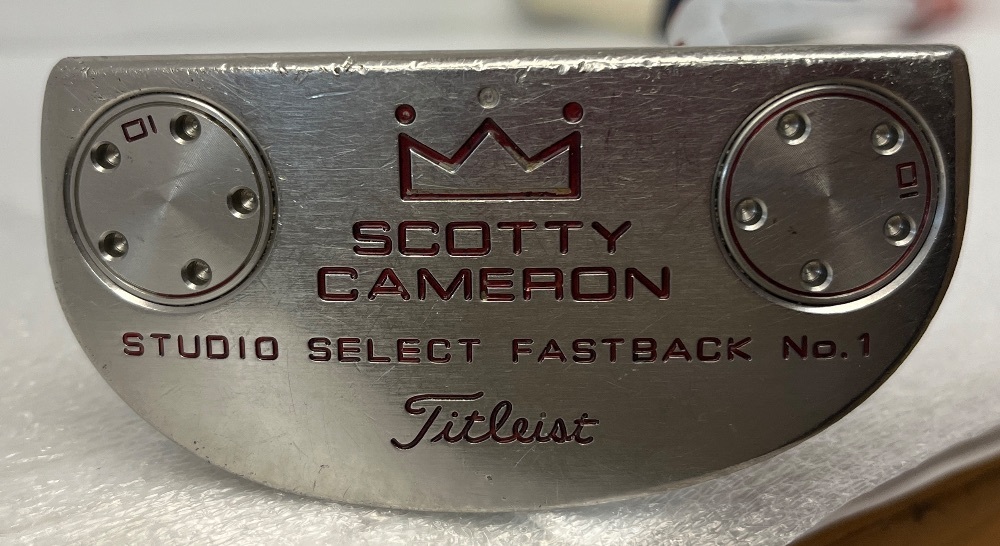 10
10
SCOTTY
CAMERON
STUDIO SELECT FASTBACK No.1
Titleist